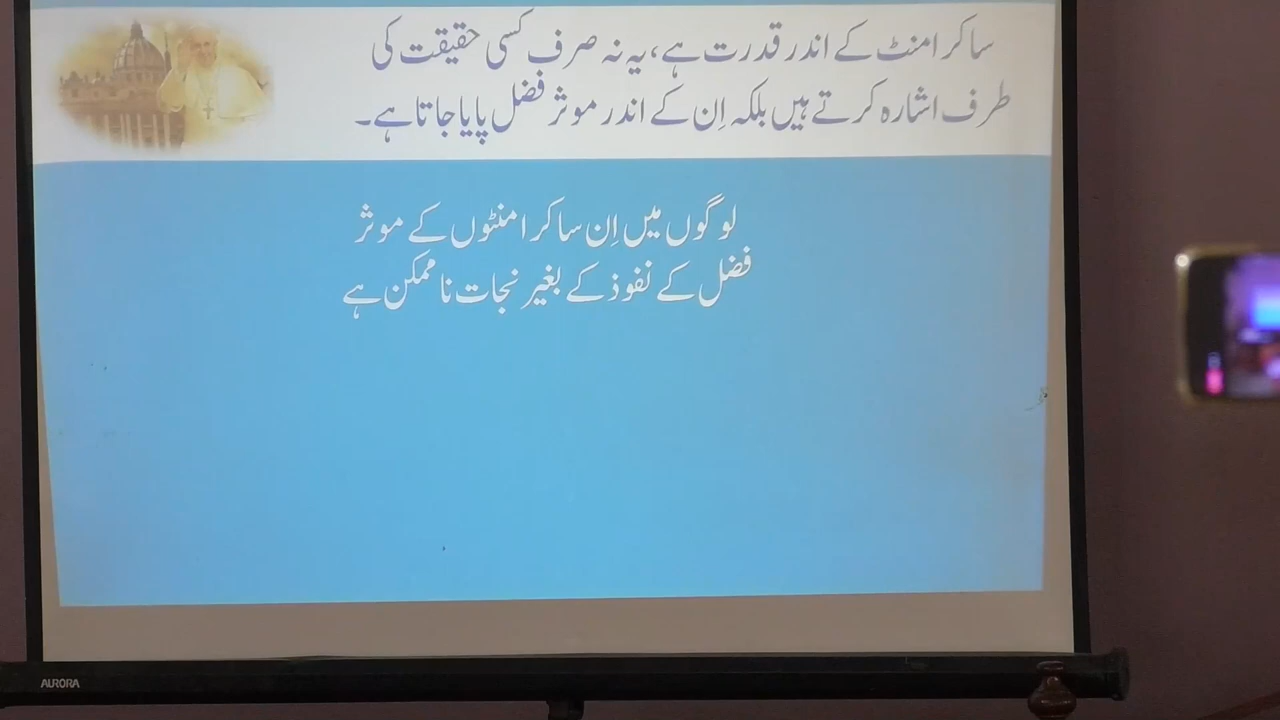 ساکرامنٹ کے اندر قدرت ہے، یہ نہ صرف کسی حقیقت کی
طرف اشارہ کرتے ہیں بلکہ اِن کے اندر موثر فضل پایا جاتا ہے۔
لوگوں میں اِن ساکرامنٹوں کے موثر
فضل کے نفوذ کے بغیر نجات ناممکن ہے
AURORA